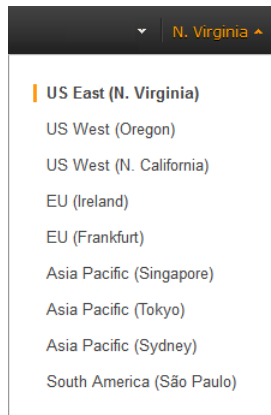 N. Virginia
US East (N. Virginia)
US West (Oregon)
US West (N. California)
EU (Ireland)
EU (Frankfurt)
Asia Pacific (Singapore)
Asia Pacific (Tokyo)
Asia Pacific (Sydney)
South America (São Paulo)